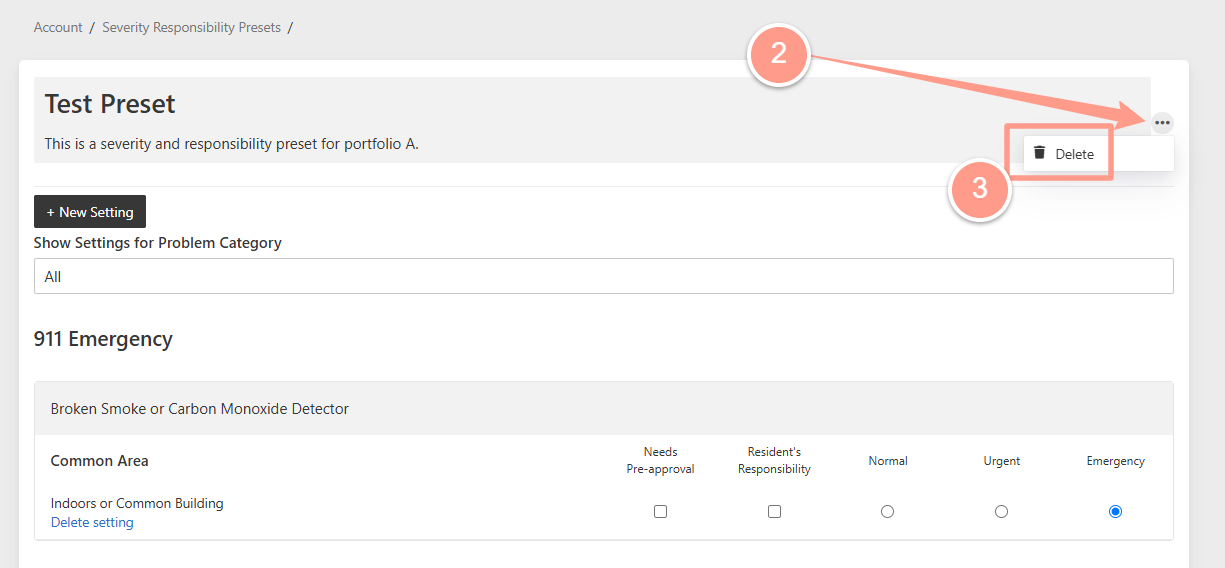 Account / Severity Responsibility Presets /
2
Test Preset
This is a severity and responsibility preset for portfolio A.
Delete
3
+ New Setting
Show Settings for Problem Category
All
911 Emergency
Broken Smoke or Carbon Monoxide Detector
Common Area
Needs
Pre-approval
Resident's
Responsibility
Normal
Urgent
Emergency
Indoors or Common Building
Delete setting